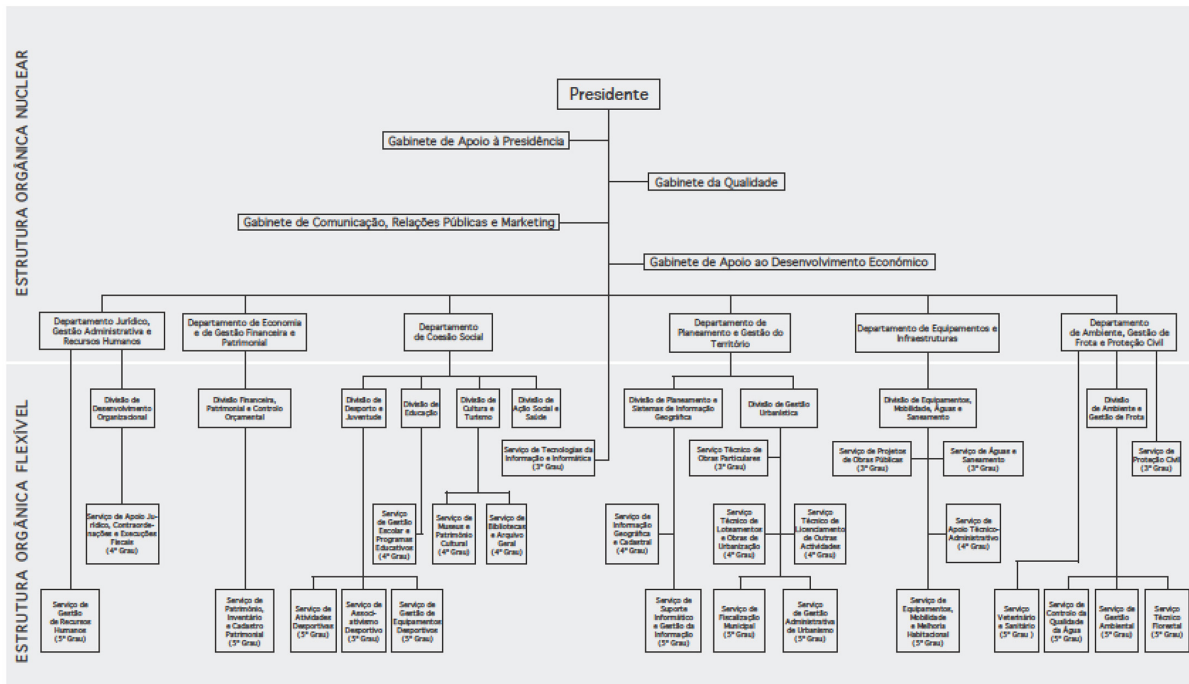 ESTRUTURA ORGÂNICA NUCLEAR
Presidente
Gabinete de Apoio à Presidência
Gabinete da Qualidade
Gabinete de Comunicação, Relações Públicas e Marketing
Gabinete de Apoio ao Desenvolvimento Económico
Departamento Jurídico,
Gestão Administrativa e
Recursos Humanos
Departamento de Economia
e de Gestão Financeira e
Patrimonial
Departamento
de Coesão Social
Departamento de
Planeamento e Gestão do
Território
Departamento de Equipamentos e
Infraestruturas
Departamento
de Ambiente, Gestão de
Frota e Proteção Civil
ESTRUTURA ORGÂNICA FLEXÍVEL
Divisão de
Desenvolvimento
Organizacional
Divisão Financeira,
Patrimonial e Controlo
Orçamental
Divisão de
Desporto e
Juventude
Divisão de
Educação
Divisão de
Cultura e
Turismo
Divisão de
Ação Social e
Saúde
Divisão de Planeamento e
Sistemas de Informação
Geográfica
Divisão de Gestão
Urbanística
Divisão de Equipamentos,
Mobilidade, Águas e
Saneamento
Divisão
de Ambiente e
Gestão de Frota
Serviço de Tecnologias da
Informação e Informática
(3º Grau)
Serviço Técnico de
Obras Particulares
(3º Grau)
Serviço de Projetos
de Obras Públicas
(3º Grau)
Serviço de Águas e
Saneamento
(3º Grau)
Serviço de
Proteção Civil
(3º Grau)
Serviço de Apoio Ju-
rídico, Contraorde-
nações e Execuções
Fiscais
(4º Grau)
Serviço
de Gestão
Escolar e
Programas
Educativos
(4º Grau)
Serviço de
Museus e
Património
Cultural
(4º Grau)
Serviço de
Bibliotecas
e Arquivo
Geral
(4º Grau)
Serviço de
Informação
Geográfica
e Cadastral
(4º Grau)
Serviço
Técnico de
Loteamentos
e Obras de
Urbanização
(4º Grau)
Serviço
Técnico de
Licenciamento
de Outras
Actividades
(4º Grau)
Serviço de
Apoio Técnico-
Administrativo
(4º Grau)
Serviço de
Gestão
de Recursos
Humanos
(5º Grau)
Serviço de
Património,
Inventário
e Cadastro
Patrimonial
(5º Grau)
Serviço de
Atividades
Desportivas
(5º Grau)
Serviço de
Associ-
ativismo
Desportivo
(5º Grau)
Serviço de
Gestão de
Equipamentos
Desportivos
(5º Grau)
Serviço de
Suporte
Informático
e Gestão da
Informação
(5º Grau)
Serviço de
Fiscalização
Municipal
(5º Grau)
Serviço
de Gestão
Administrativa
de Urbanismo
(5º Grau)
Serviço de
Equipamentos,
Mobilidade
e Melhoria
Habitacional
(5º Grau)
Serviço
Veterinário
e Sanitário
(5º Grau )
Serviço de
Controlo da
Qualidade
da Água
(5º Grau)
Serviço de
Gestão
Ambiental
(5º Grau)
Serviço
Técnico
Florestal
(5º Grau)